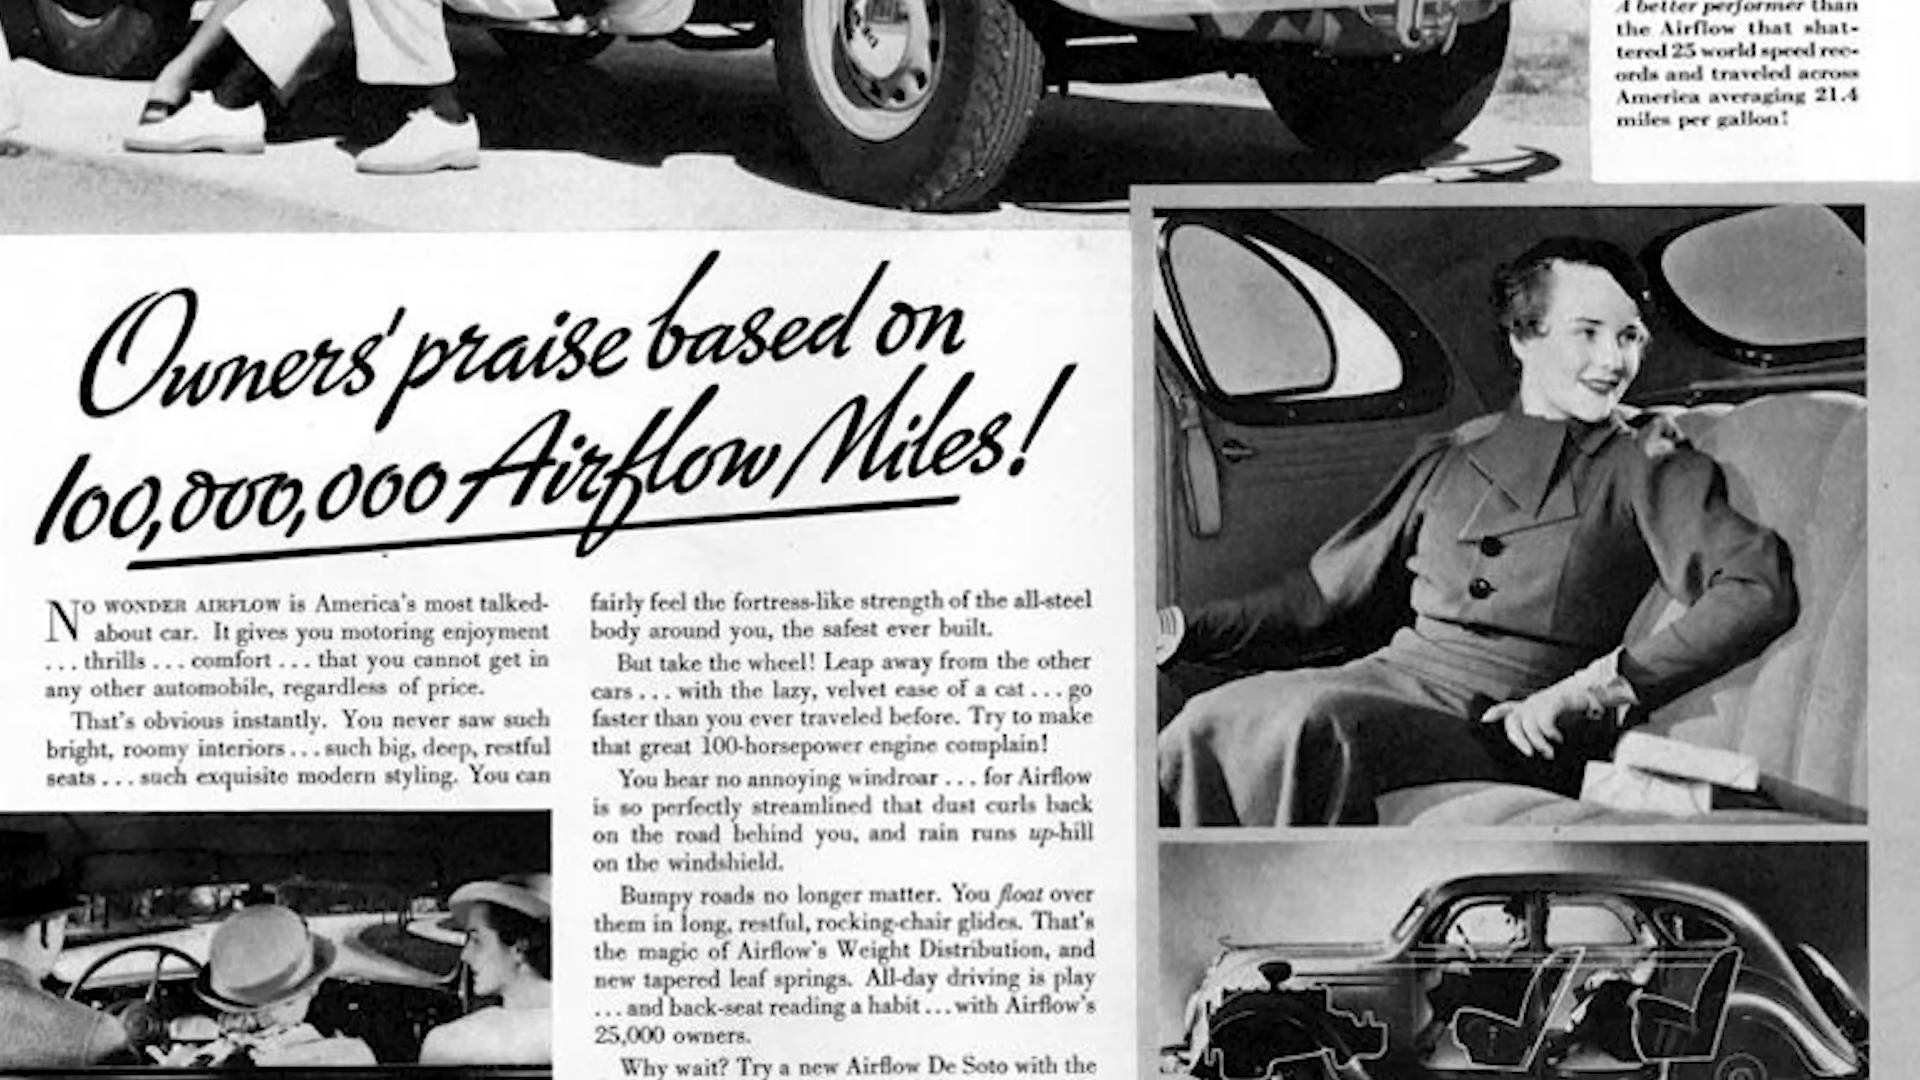 A better performer than
the Airflow that shat-
tered 25 world speed rec-
ords and traveled across
America averaging 21.4
miles per gallon!
Owners' praise based on
100,000,000 Airflow Miles!
NO WONDER AIRFLOW is America's most talked-
about car. It gives you motoring enjoyment
... thrills ... comfort ... that you cannot get in
any other automobile, regardless of price.
That's obvious instantly. You never saw such
bright, roomy interiors ... such big, deep, restful
seats ... such exquisite modern styling. You can
fairly feel the fortress-like strength of the all-steel
body around you, the safest ever built.
But take the wheel! Leap away from the other
cars ... with the lazy, velvet ease of a cat ... go
faster than you ever traveled before. Try to make
that great 100-horsepower engine complain!
You hear no annoying windroar ... for Airflow
is so perfectly streamlined that dust curls back
on the road behind you, and rain runs up-hill
on the windshield.
Bumpy roads no longer matter. You float over
them in long, restful, rocking-chair glides. That's
the magic of Airflow's Weight Distribution, and
new tapered leaf springs. All-day driving is play
... and back-seat reading a habit ... with Airflow's
25,000 owners.
Why wait? Try a new Airflow De Soto with the